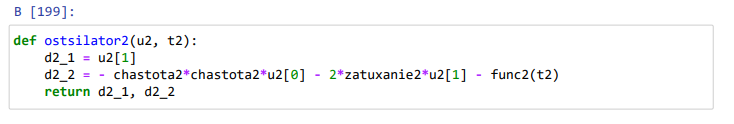 В [199]:
def ostsilator2(u2, t2):
    d2_1 = u2[1]
    d2_2 = - chastota2*chastota2*u2[0] - 2*zatuxanie2*u2[1] - func2(t2)
    return d2_1, d2_2